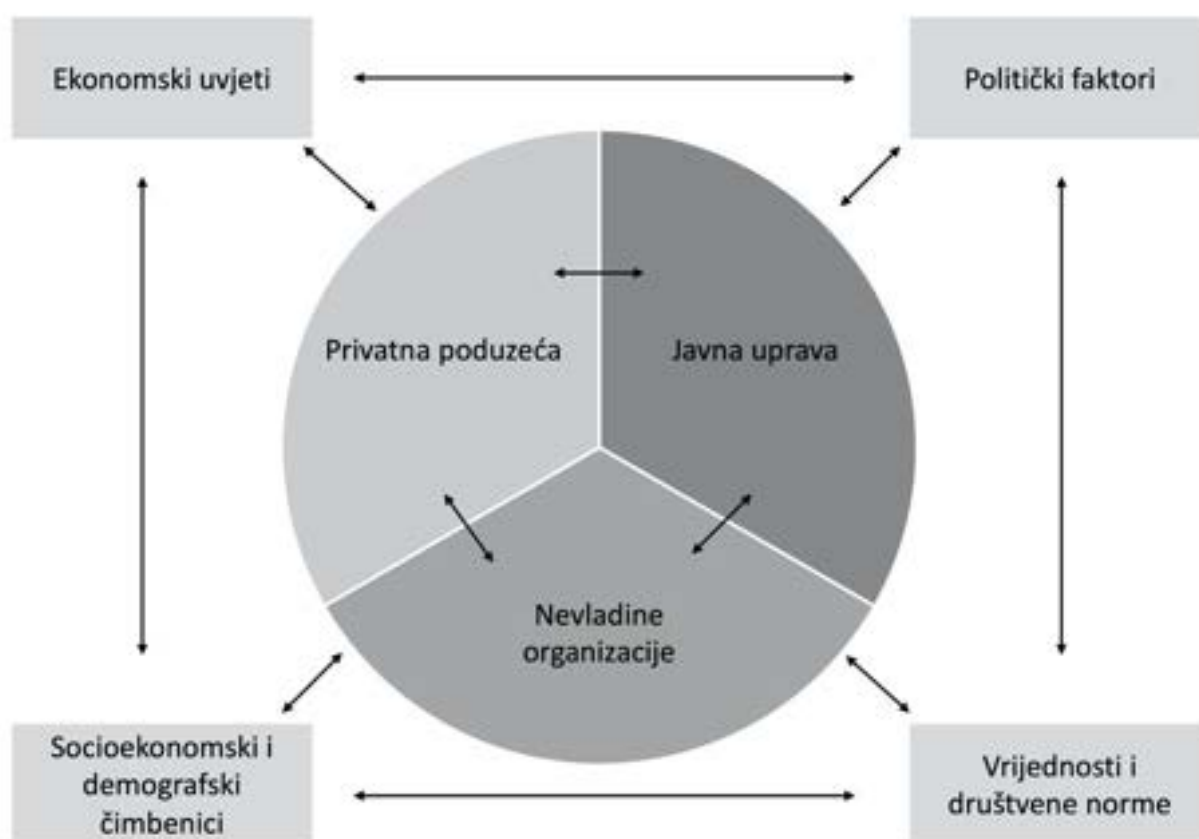 Ekonomski uvjeti
Politički faktori
Privatna poduzeća
Javna uprava
Nevladine
organizacije
Socioekonomski i
demografski
čimbenici
Vrijednosti i
društvene norme